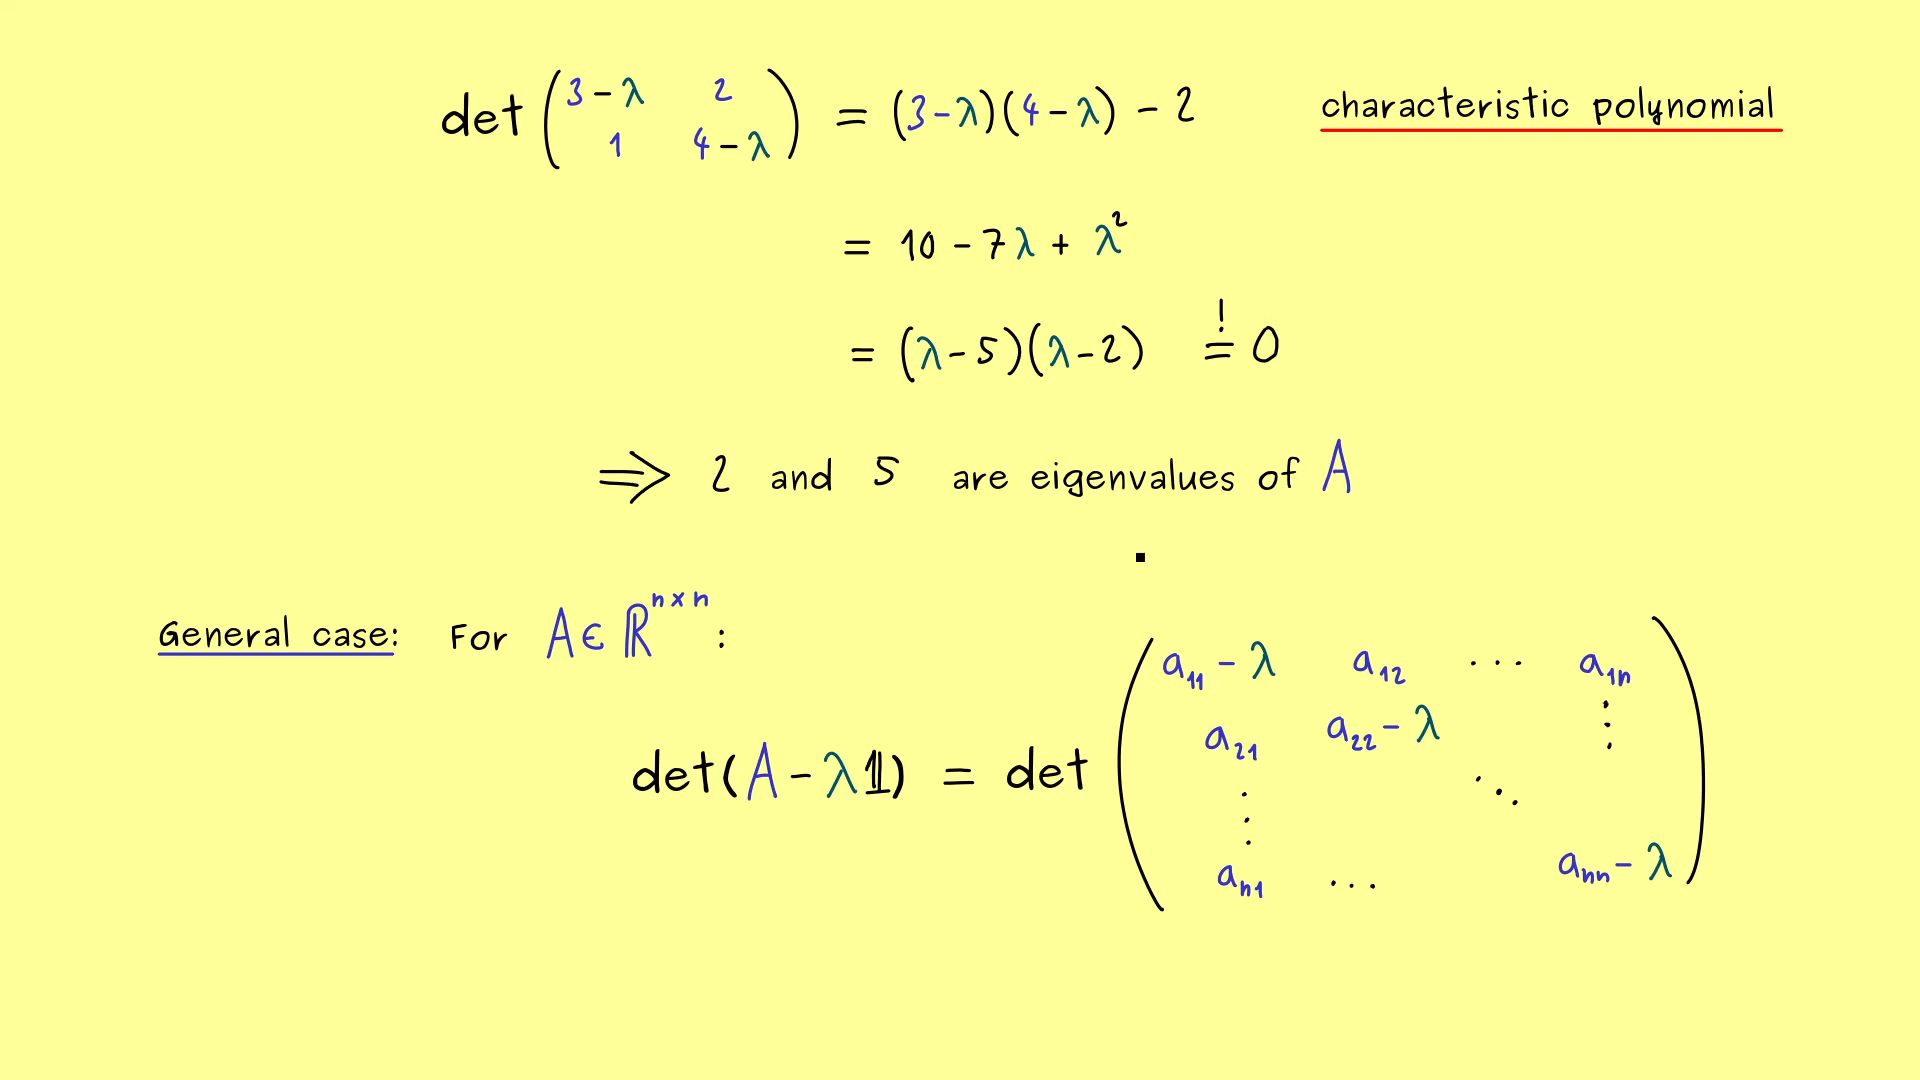 det ( 3 − λ 2 = (3 − λ)(4 − λ) − 2 characteristic polynomial
1 4 − λ )
= 10 − 7λ + λ²
= (λ − 5)(λ − 2) =! 0
⟹ 2 and 5 are eigenvalues of A
General case: For A ∈ ℝⁿˣⁿ :
det(A − λ𝟙) = det ( a₁₁ − λ a₁₂ ⋯ a₁ₙ
a₂₁ a₂₂ − λ ⋮
⋮ ⋱
aₙ₁ ⋯ aₙₙ − λ )